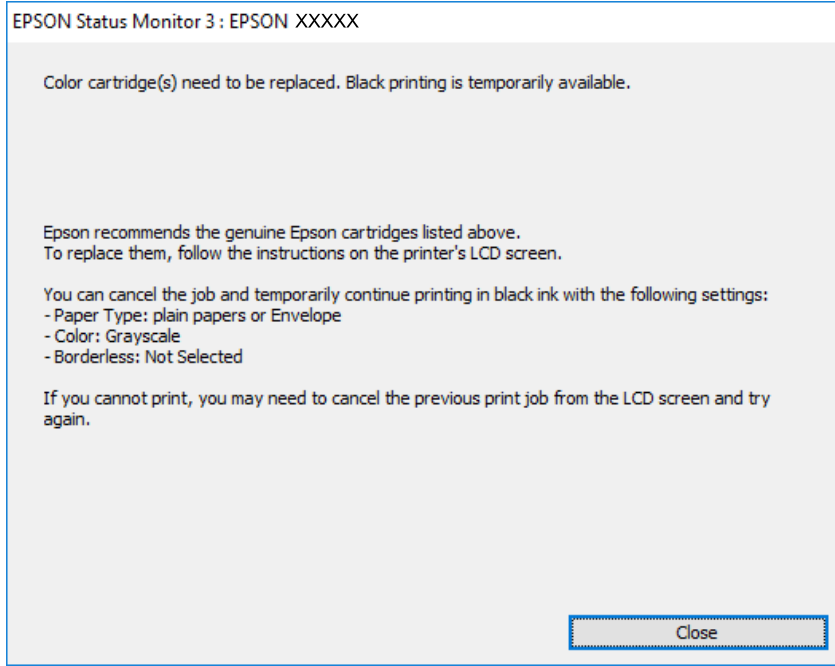 EPSON Status Monitor 3 : EPSON XXXXX
Color cartridge(s) need to be replaced. Black printing is temporarily available.
Epson recommends the genuine Epson cartridges listed above.
To replace them, follow the instructions on the printer's LCD screen.
You can cancel the job and temporarily continue printing in black ink with the following settings:
- Paper Type: plain papers or Envelope
- Color: Grayscale
- Borderless: Not Selected
If you cannot print, you may need to cancel the previous print job from the LCD screen and try
again.
Close